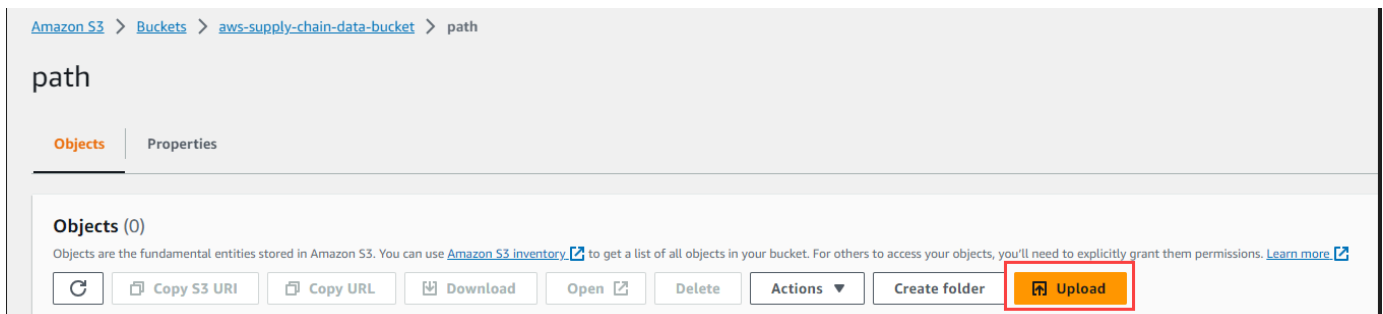 Amazon S3 > Buckets > aws-supply-chain-data-bucket > path
path
Objects Properties
Objects (0)
Objects are the fundamental entities stored in Amazon S3. You can use Amazon S3 inventory to get a list of all objects in your bucket. For others to access your objects, you'll need to explicitly grant them permissions. Learn more
Copy S3 URI Copy URL Download Open Delete Actions Create folder Upload